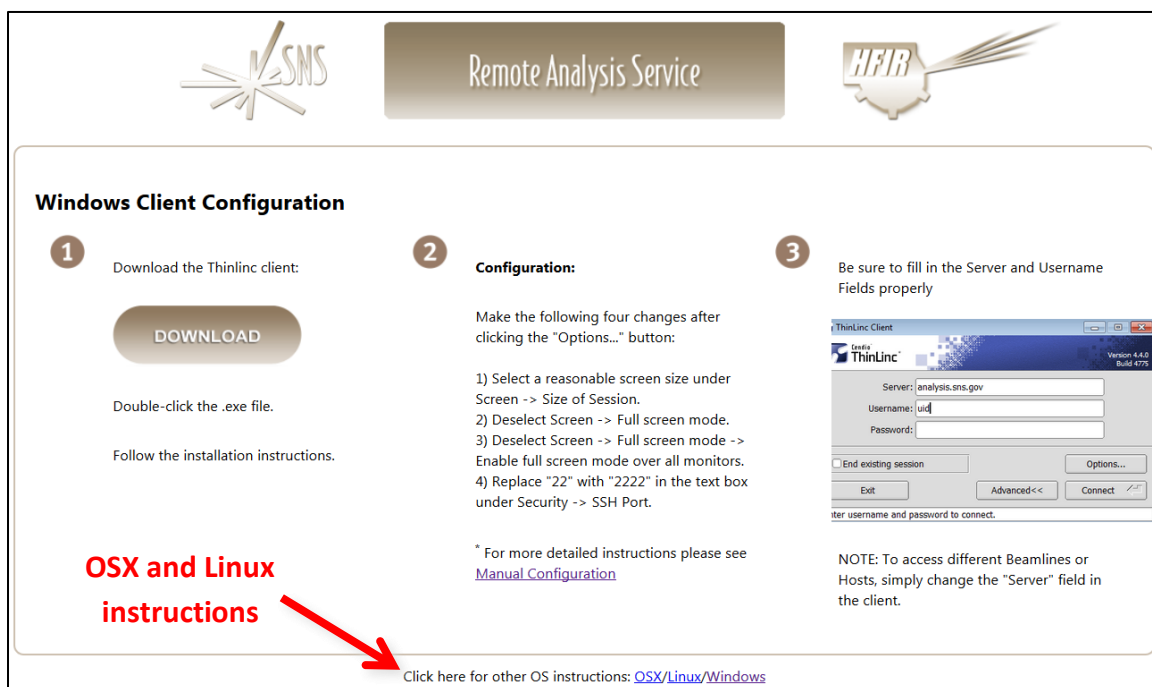 SNS
Remote Analysis Service
HFIR
Windows Client Configuration
1
Download the Thinlinc client:
DOWNLOAD
Double-click the .exe file.
Follow the installation instructions.
2
Configuration:
Make the following four changes after
clicking the "Options..." button:
1) Select a reasonable screen size under
Screen -> Size of Session.
2) Deselect Screen -> Full screen mode.
3) Deselect Screen -> Full screen mode ->
Enable full screen mode over all monitors.
4) Replace "22" with "2222" in the text box
under Security -> SSH Port.
* For more detailed instructions please see
Manual Configuration
3
Be sure to fill in the Server and Username
Fields properly
ThinLinc Client
Cendio
ThinLinc
Version 4.4.0
Build 4775
Server: analysis.sns.gov
Username: uid
Password:
End existing session
Options...
Exit
Advanced<<
Connect
username and password to connect.
NOTE: To access different Beamlines or
Hosts, simply change the "Server" field in
the client.
OSX and Linux
instructions
Click here for other OS instructions: OSX/Linux/Windows